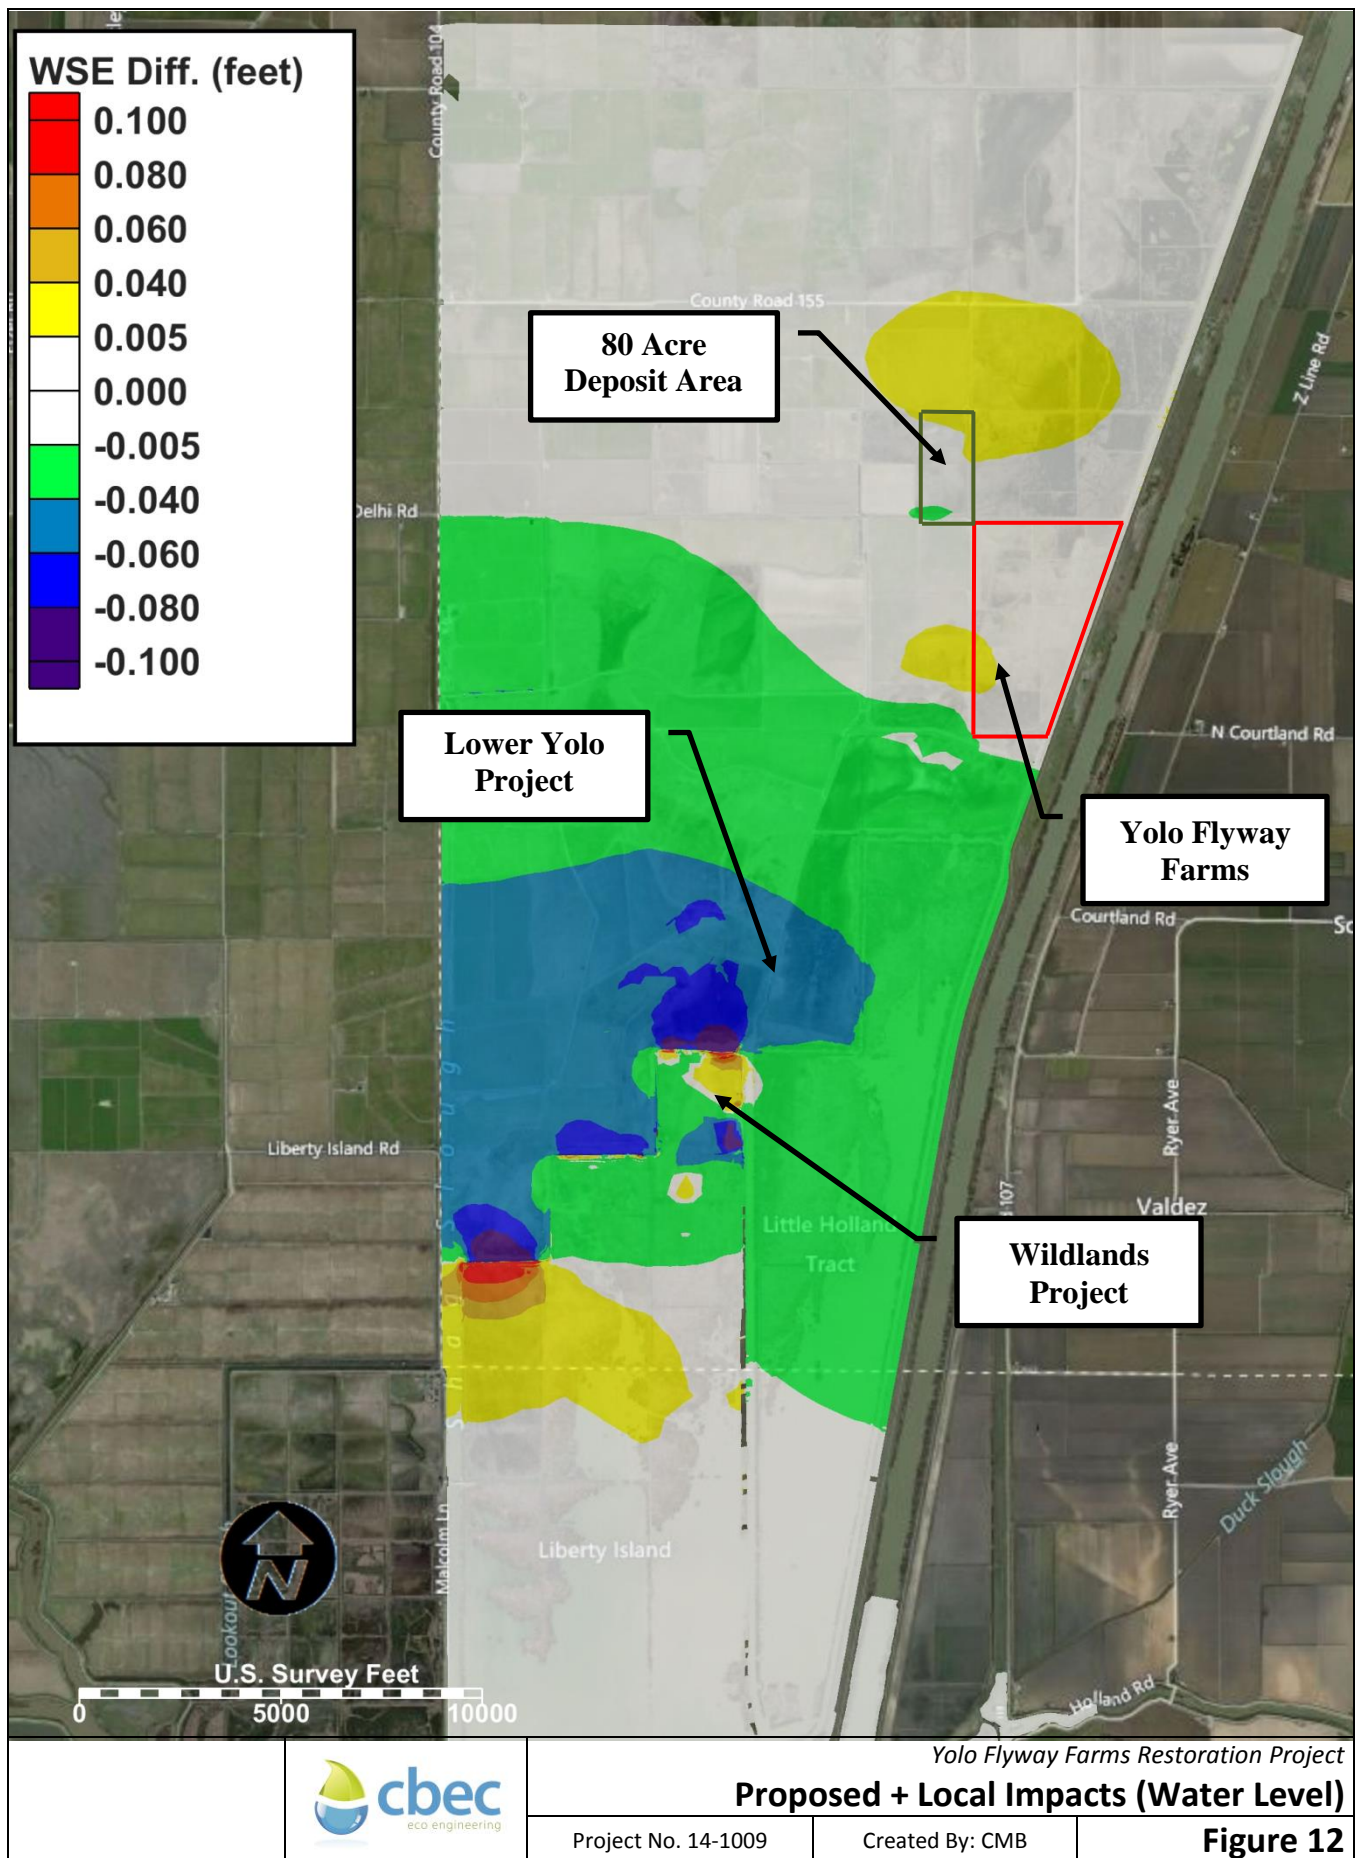 WSE Diff. (feet)
0.100
0.080
0.060
0.040
0.005
0.000
-0.005
-0.040
-0.060
-0.080
-0.100
County Road 104
County Road 155
80 Acre
Deposit Area
Z Line Rd
Delhi Rd
N Courtland Rd
Lower Yolo
Project
Yolo Flyway
Farms
Courtland Rd
Ryer Ave
Liberty Island Rd
107
Valdez
Little Holland
Tract
Wildlands
Project
Shag Slough
Malcolm Ln
Ryer Ave
Duck Slough
Liberty Island
Lookout
Holland Rd
U.S. Survey Feet
0 5000 10000
N
cbec
eco engineering
Yolo Flyway Farms Restoration Project
Proposed + Local Impacts (Water Level)
Project No. 14-1009
Created By: CMB
Figure 12